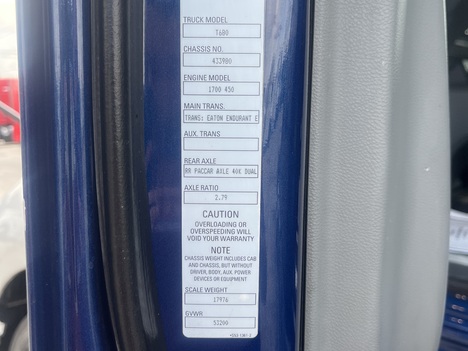 TRUCK MODEL
T680
CHASSIS NO.
433900
ENGINE MODEL
1700 450
MAIN TRANS.
TRANS: EATON ENDURANT E
AUX. TRANS
REAR AXLE
RR PACCAR AXLE 40K DUAL
AXLE RATIO
2.79
CAUTION
OVERLOADING OR
OVERSPEEDING WILL
VOID YOUR WARRANTY
NOTE
CHASSIS WEIGHT INCLUDES CAB
AND CHASSIS, BUT WITHOUT
DRIVER, BODY, AUX. POWER
DEVICES OR EQUIPMENT
SCALE WEIGHT
17976
GVWR
53200